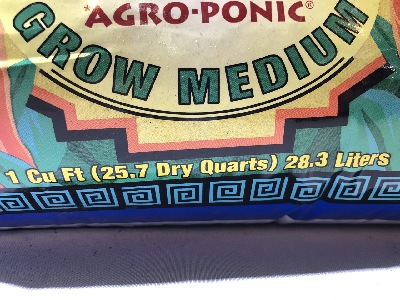 *AGRO-PONIC®
GROW MEDIUM
1 Cu Ft (25.7 Dry Quarts) 28.3 Liters